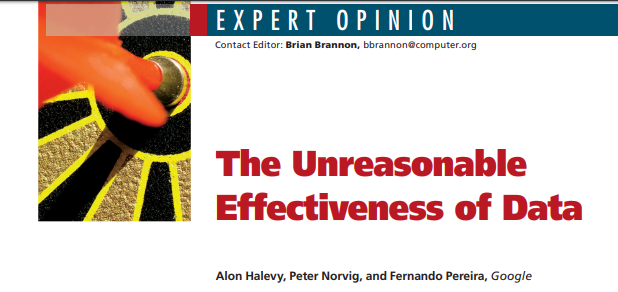 EXPERT OPINION
Contact Editor: Brian Brannon, bbrannon@computer.org
The Unreasonable
Effectiveness of Data
Alon Halevy, Peter Norvig, and Fernando Pereira, Google